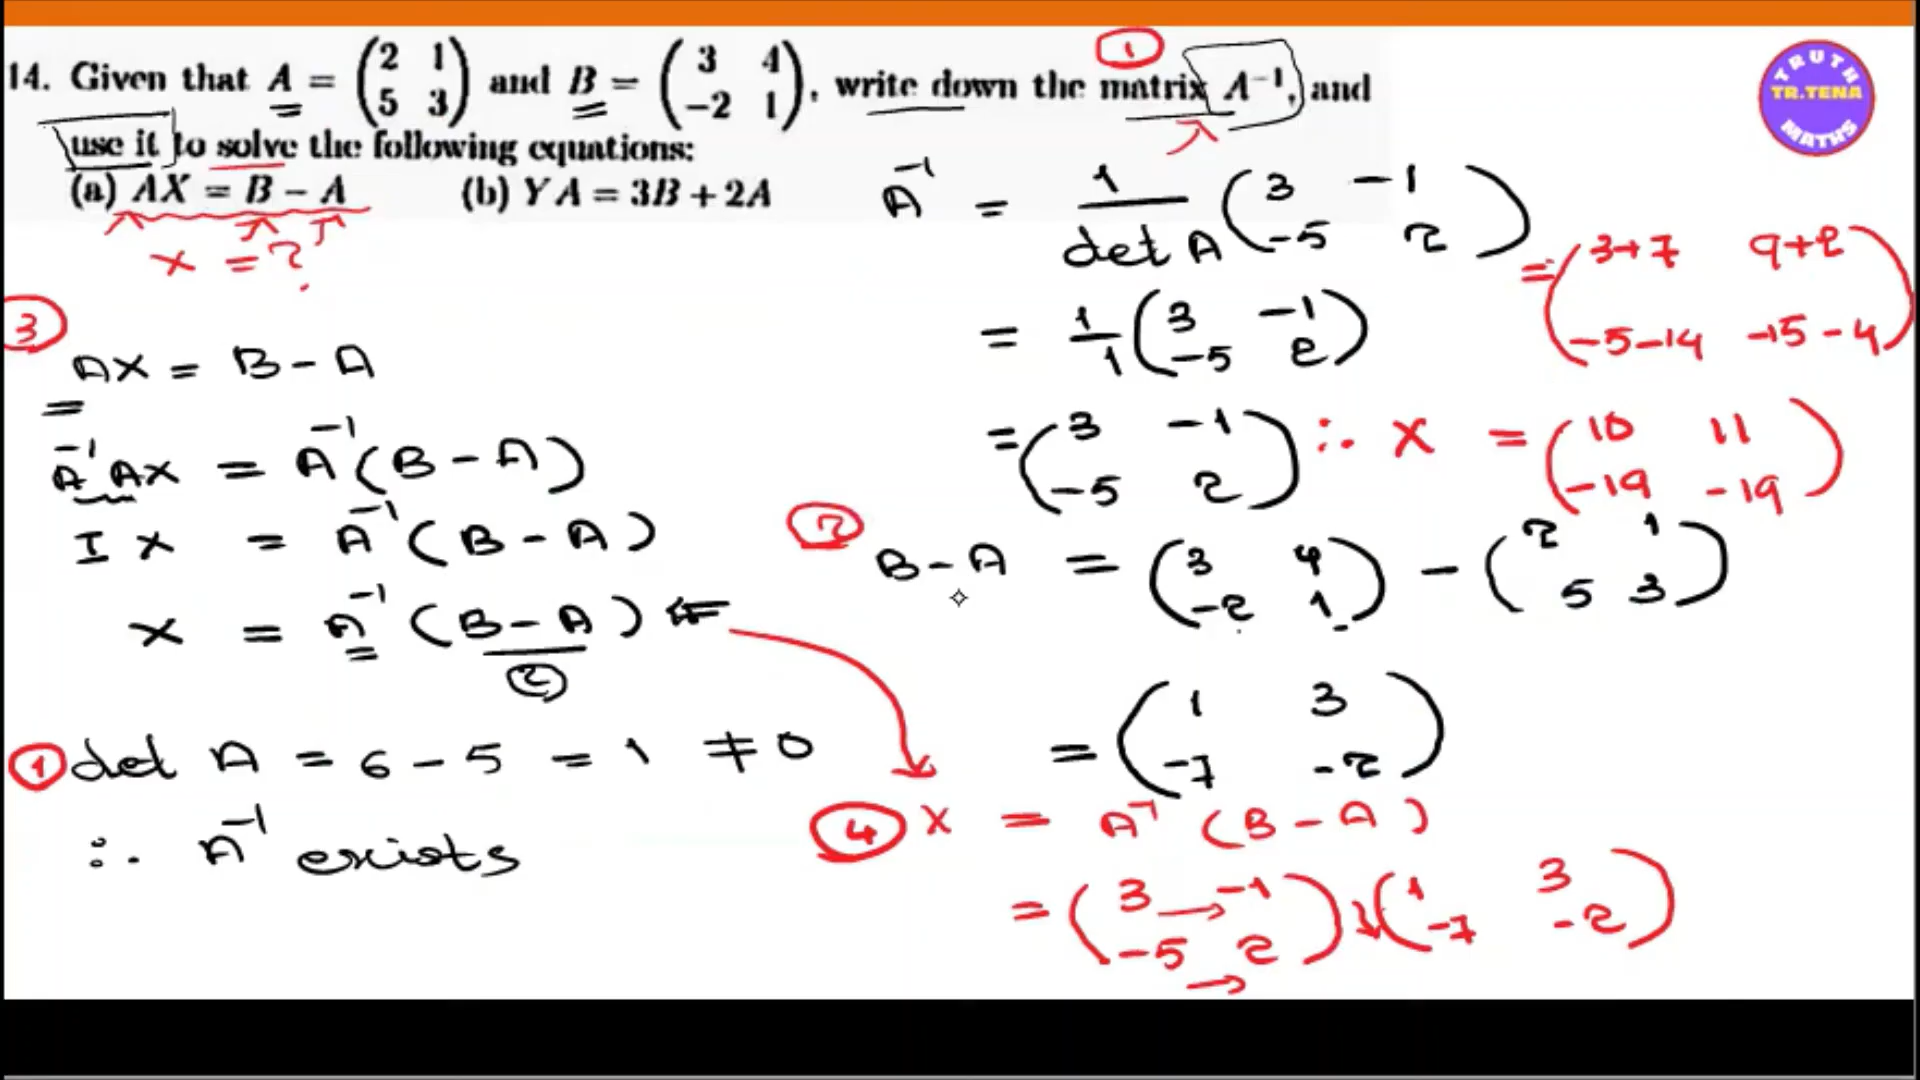 14. Given that A = (2 1 / 5 3) and B = (3 4 / -2 1), write down the matrix A⁻¹, and
use it to solve the following equations:
(a) AX = B - A (b) YA = 3B + 2A
1
TRUTH
TR.TENA
MATHS
x = ?
3
AX = B - A
A⁻¹AX = A⁻¹(B - A)
IX = A⁻¹(B - A)
X = A⁻¹(B - A)
2
1 det A = 6 - 5 = 1 ≠ 0
∴ A⁻¹ exists
A⁻¹ = 1/det A (3 -1 / -5 2)
= 1/1 (3 -1 / -5 2)
= (3 -1 / -5 2)
2 B - A = (3 4 / -2 1) - (2 1 / 5 3)
= (1 3 / -7 -2)
4 X = A⁻¹ (B - A)
= (3 -1 / -5 2) (1 3 / -7 -2)
= (3+7 9+2 / -5-14 -15-4)
∴ X = (10 11 / -19 -19)